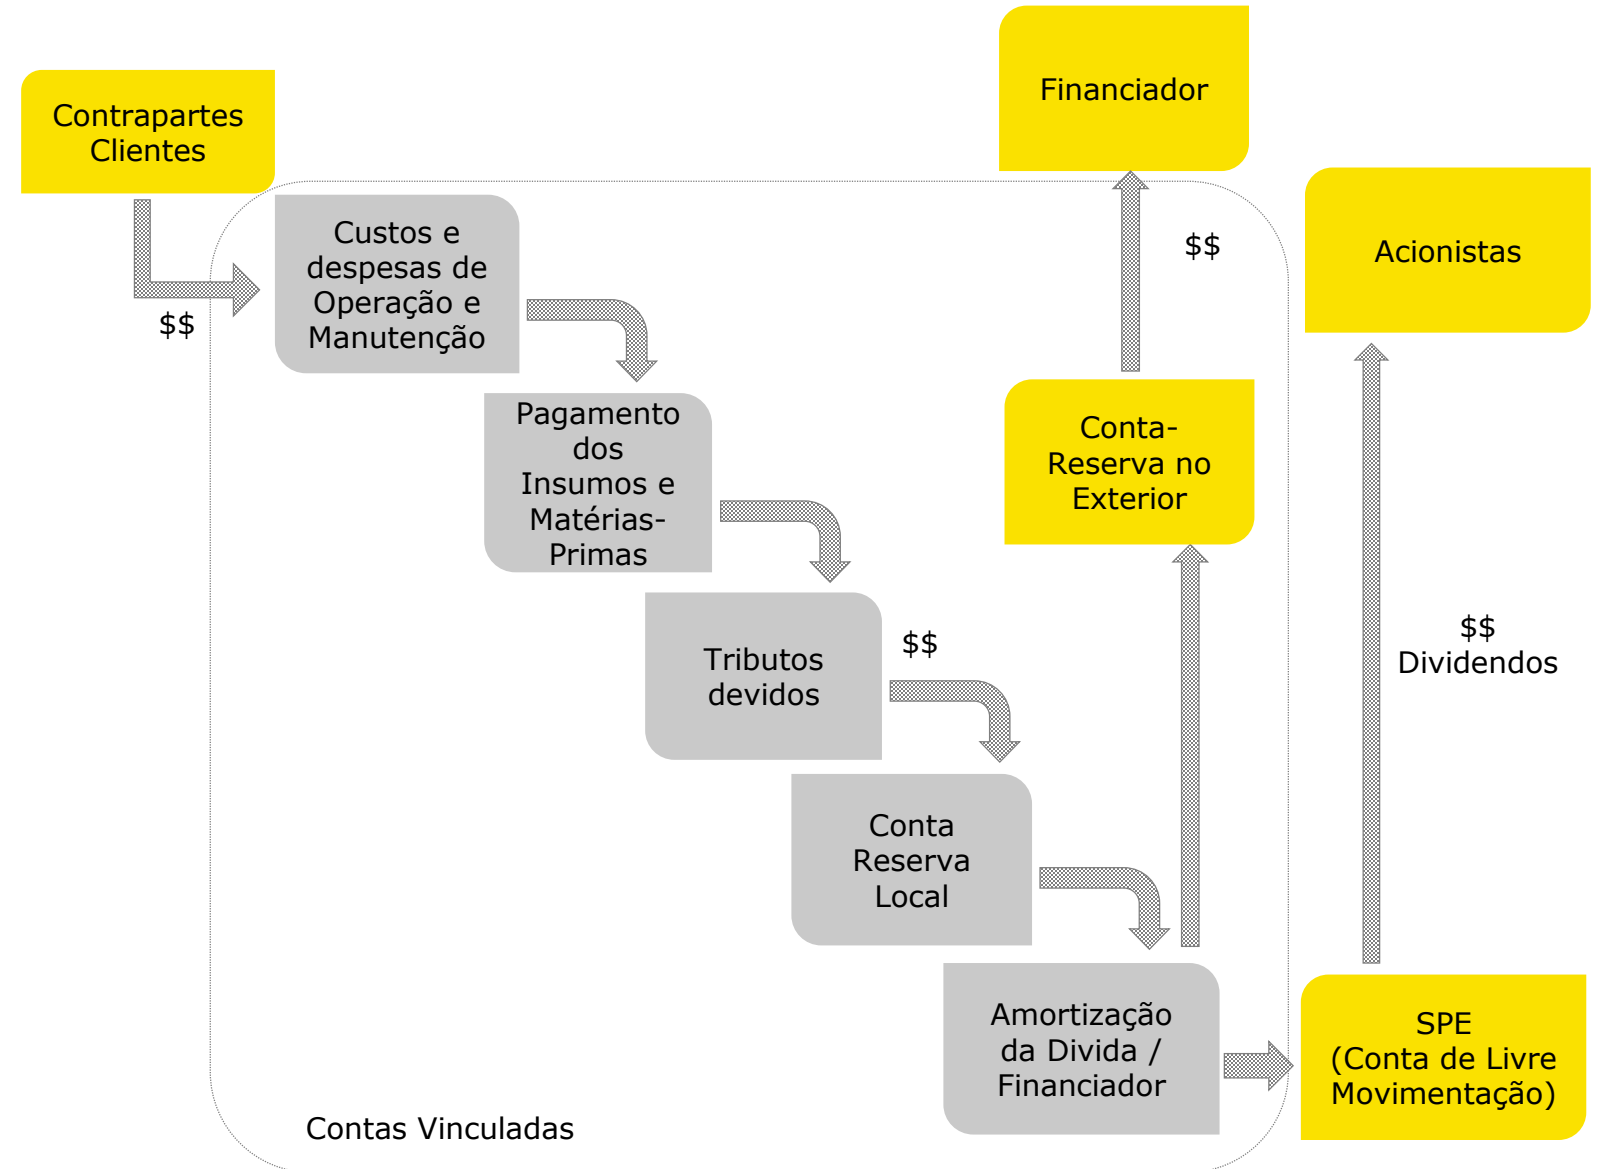 Financiador
Contrapartes
Clientes
Custos e
despesas de
Operação e
Manutenção
$$
$$
Acionistas
Pagamento
dos
Insumos e
Matérias-
Primas
Conta-
Reserva no
Exterior
Tributos
devidos
$$
$$
Dividendos
Conta
Reserva
Local
Amortização
da Divida /
Financiador
SPE
(Conta de Livre
Movimentação)
Contas Vinculadas